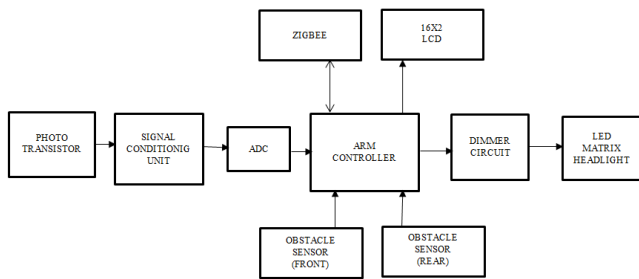 ZIGBEE
16X2
LCD
PHOTO
TRANSISTOR
SIGNAL
CONDITIONIG
UNIT
ADC
ARM
CONTROLLER
DIMMER
CIRCUIT
LED
MATRIX
HEADLIGHT
OBSTACLE
SENSOR
(FRONT)
OBSTACLE
SENSOR
(REAR)